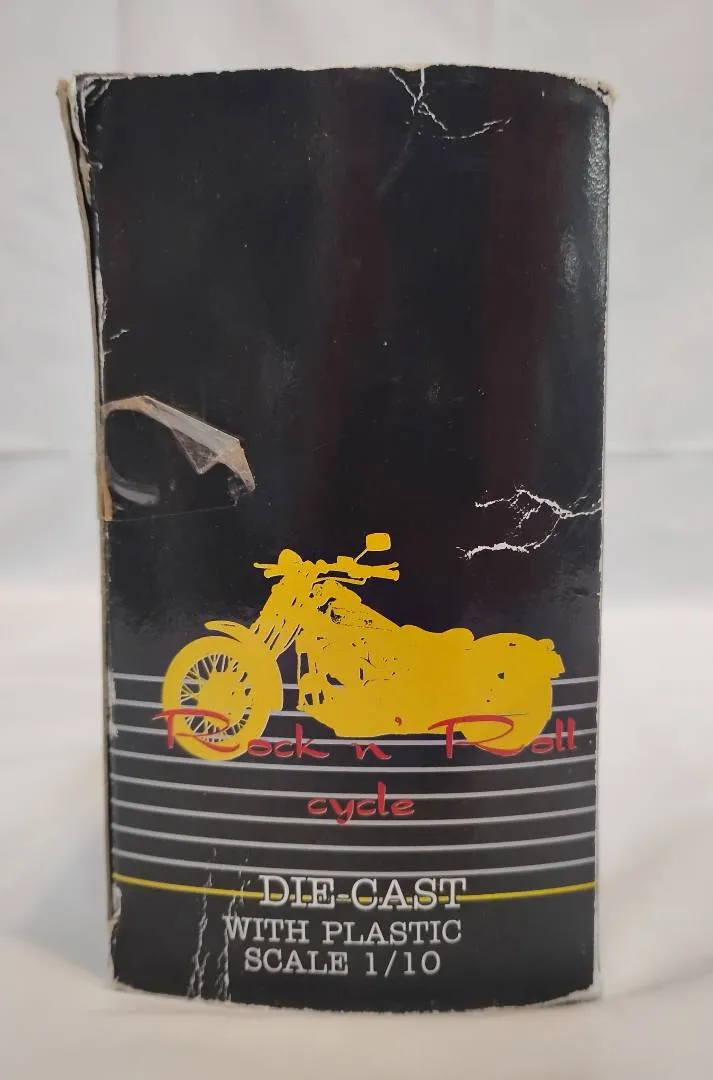 Rock n' Roll
cycle
DIE-CAST
WITH PLASTIC
SCALE 1/10